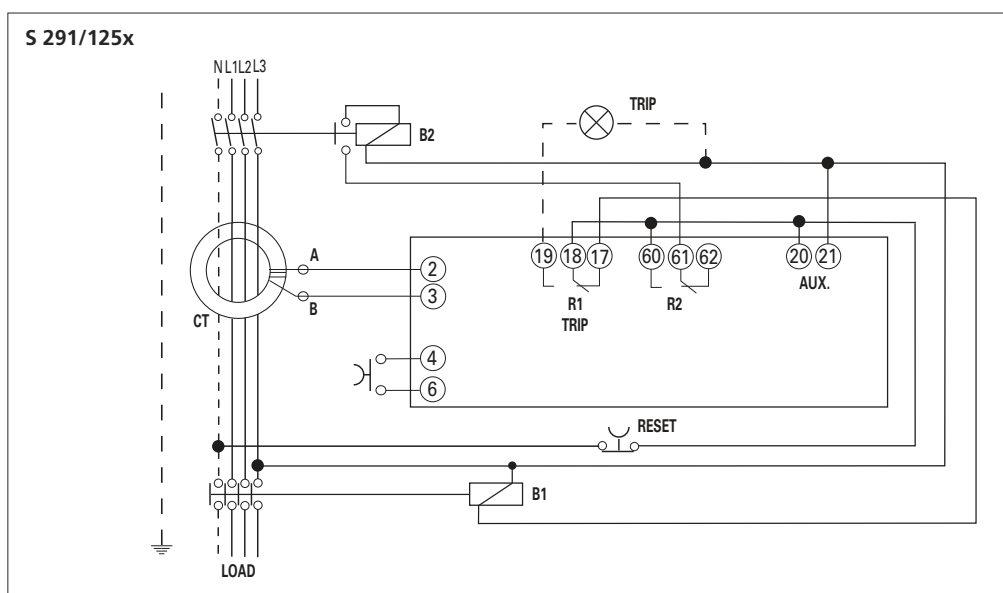 S 291/125x
N L1 L2 L3
TRIP
B2
19 18 17 60 61 62 20 21
A
2
R1 R2 AUX.
TRIP
B
3
CT
4
6
RESET
B1
LOAD